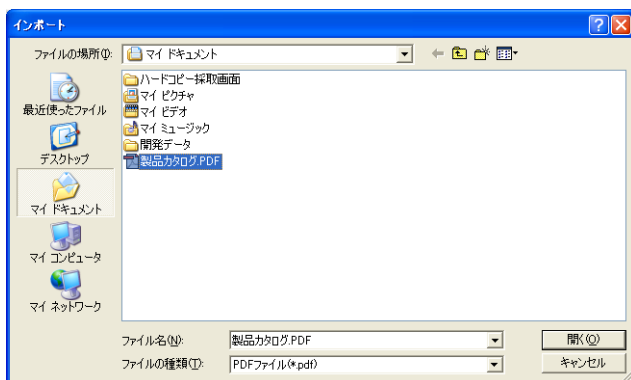 インポート
ファイルの場所(I):
マイ ドキュメント
最近使ったファイル
デスクトップ
マイ ドキュメント
マイ コンピュータ
マイ ネットワーク
ハードコピー採取画面
マイ ピクチャ
マイ ビデオ
マイ ミュージック
開発データ
製品カタログ.PDF
ファイル名(N):
製品カタログ.PDF
開く(O)
ファイルの種類(T):
PDFファイル(*.pdf)
キャンセル